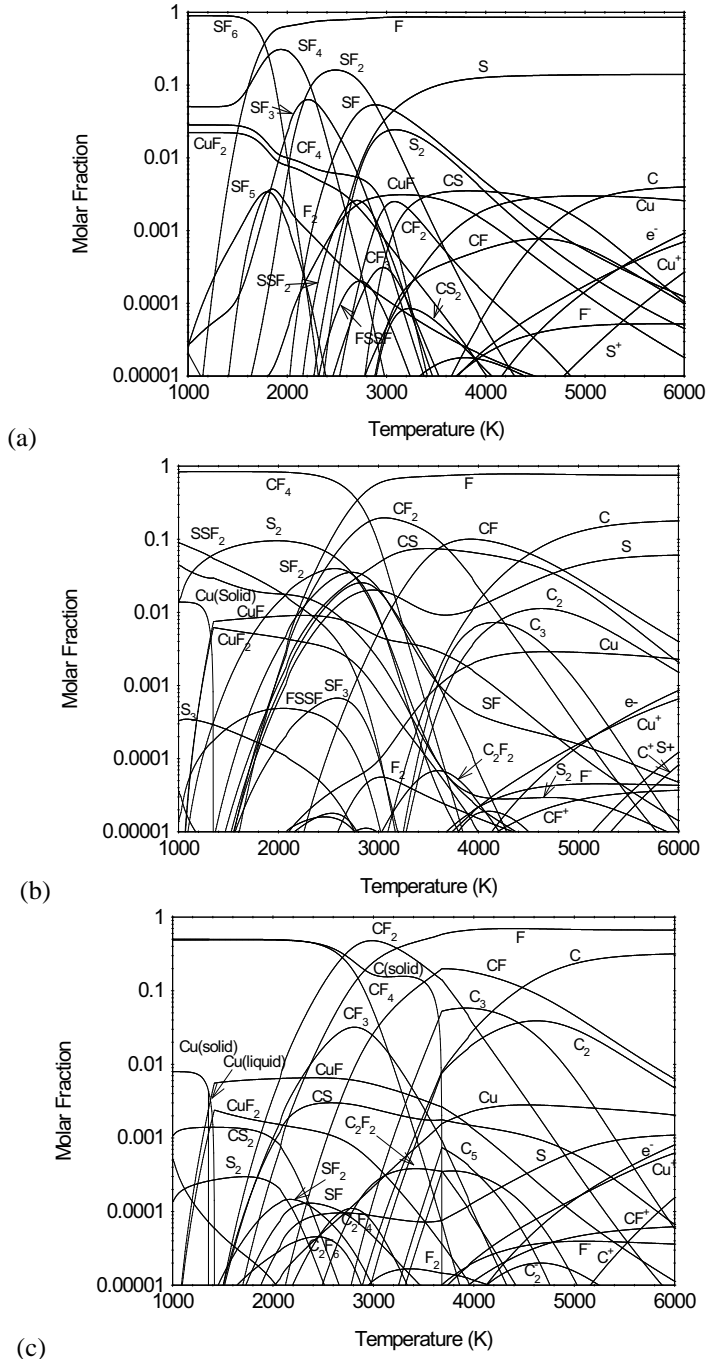 1
SF6
F
SF4
SF2
S
0.1
SF3
SF
S2
0.01
CuF2
CF4
CuF
CS
C
Cu
SF5
F2
0.001
CF2
CF
e-
Cu+
SSF2
CS2
0.0001
FSSF
F-
S+
0.00001
1000 2000 3000 4000 5000 6000
Molar Fraction
Temperature (K)
(a)
1
CF4
F
CF2
C
SSF2
S2
CF
0.1
SF2
CS
S
Cu(Solid)
C2
0.01
CuF
C3
CuF2
Cu
0.001
S3
FSSF
SF3
SF
e-
Cu+
0.0001
F2
C2F2
S2
F-
C+ S+
CF+
0.00001
1000 2000 3000 4000 5000 6000
Molar Fraction
Temperature (K)
(b)
1
CF2
F
C(solid)
C
CF4
CF
0.1
CF3
C3
Cu(solid)
Cu(liquid)
C2
0.01
CuF
CuF2
CS
Cu
0.001
CS2
C2F2
C5
S
e-
S2
SF2
Cu+
SF
0.0001
C2F4
CF+
C2F6
F2
F-
C2-
C+
0.00001
1000 2000 3000 4000 5000 6000
Molar Fraction
Temperature (K)
(c)